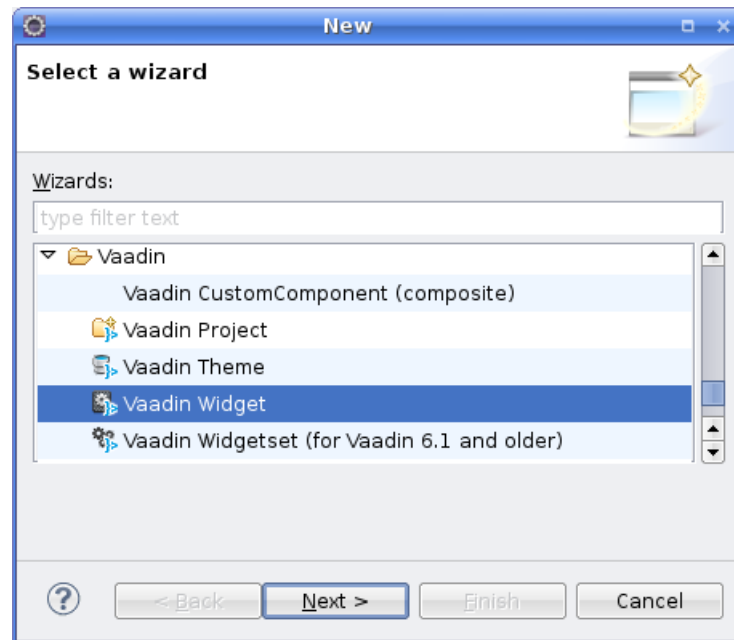 New
Select a wizard
Wizards:
type filter text
Vaadin
Vaadin CustomComponent (composite)
Vaadin Project
Vaadin Theme
Vaadin Widget
Vaadin Widgetset (for Vaadin 6.1 and older)
? < Back Next > Finish Cancel